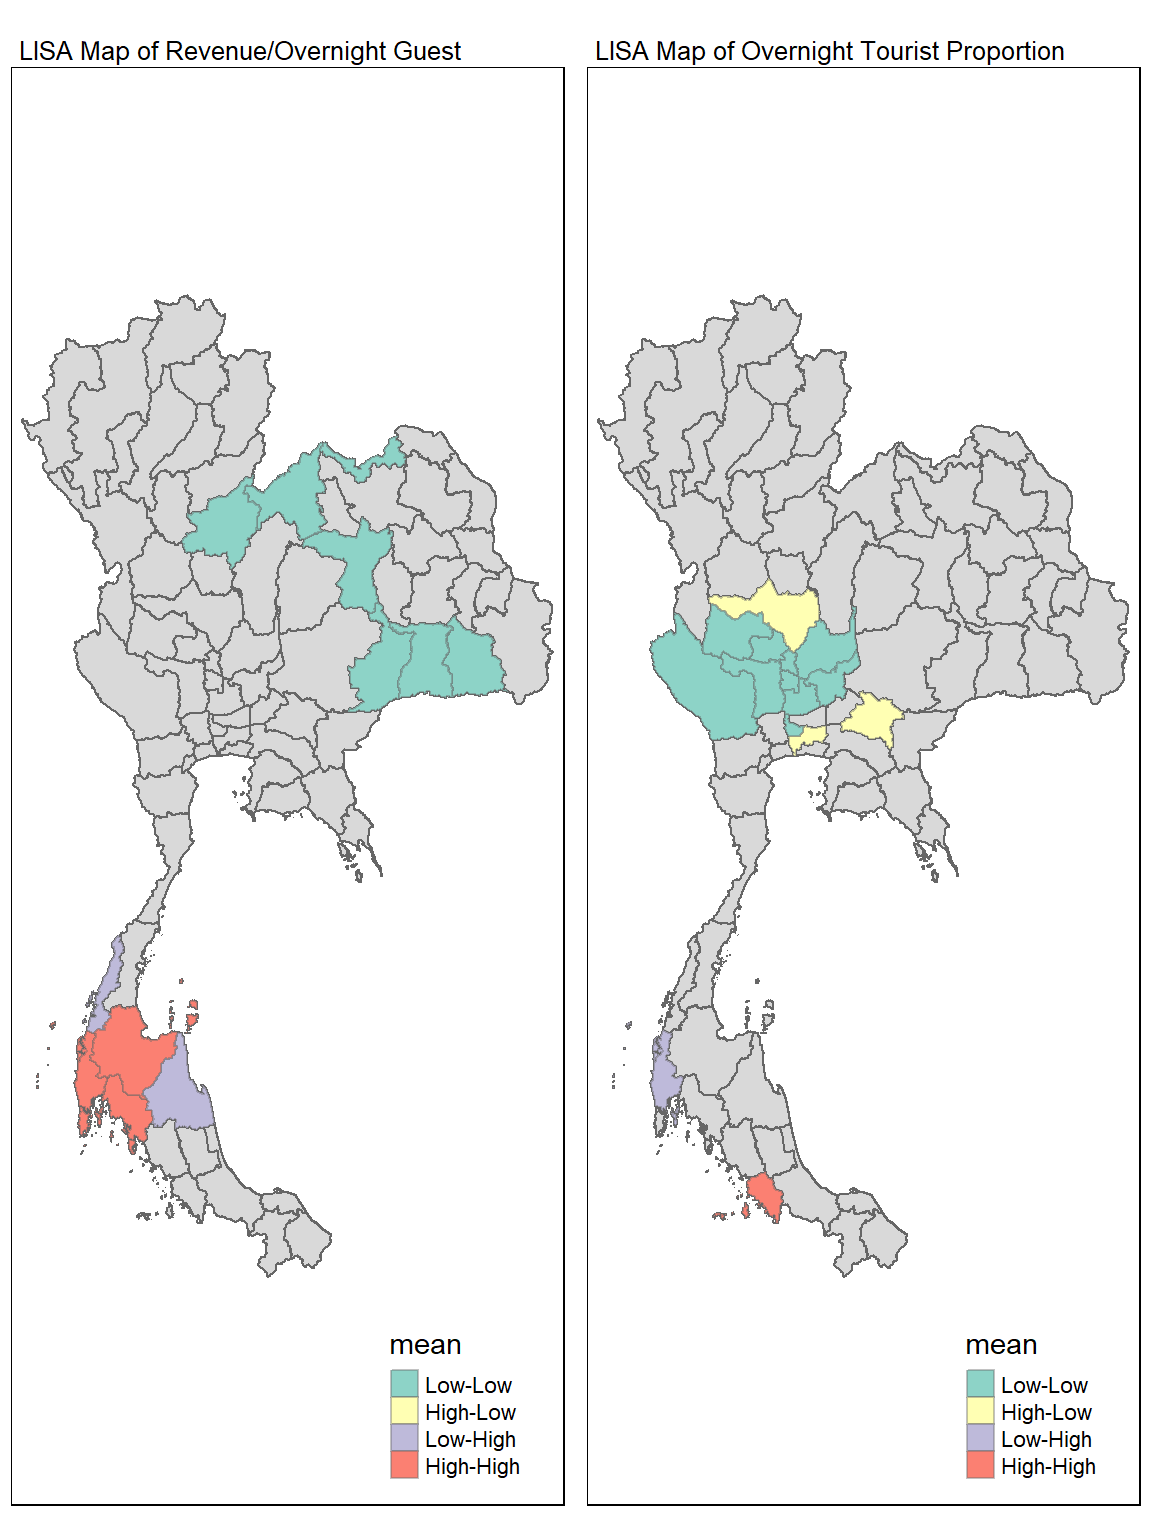 LISA Map of Revenue/Overnight Guest
mean
Low-Low
High-Low
Low-High
High-High
LISA Map of Overnight Tourist Proportion
mean
Low-Low
High-Low
Low-High
High-High